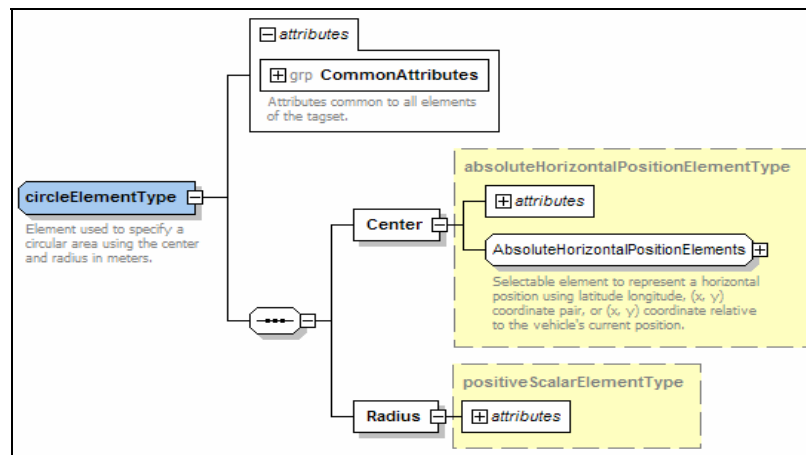 attributes
grp CommonAttributes
Attributes common to all elements
of the tagset.
circleElementType
Element used to specify a
circular area using the center
and radius in meters.
absoluteHorizontalPositionElementType
Center
attributes
AbsoluteHorizontalPositionElements
Selectable element to represent a horizontal
position using latitude longitude, (x, y)
coordinate pair, or (x, y) coordinate relative
to the vehicle's current position.
positiveScalarElementType
Radius
attributes